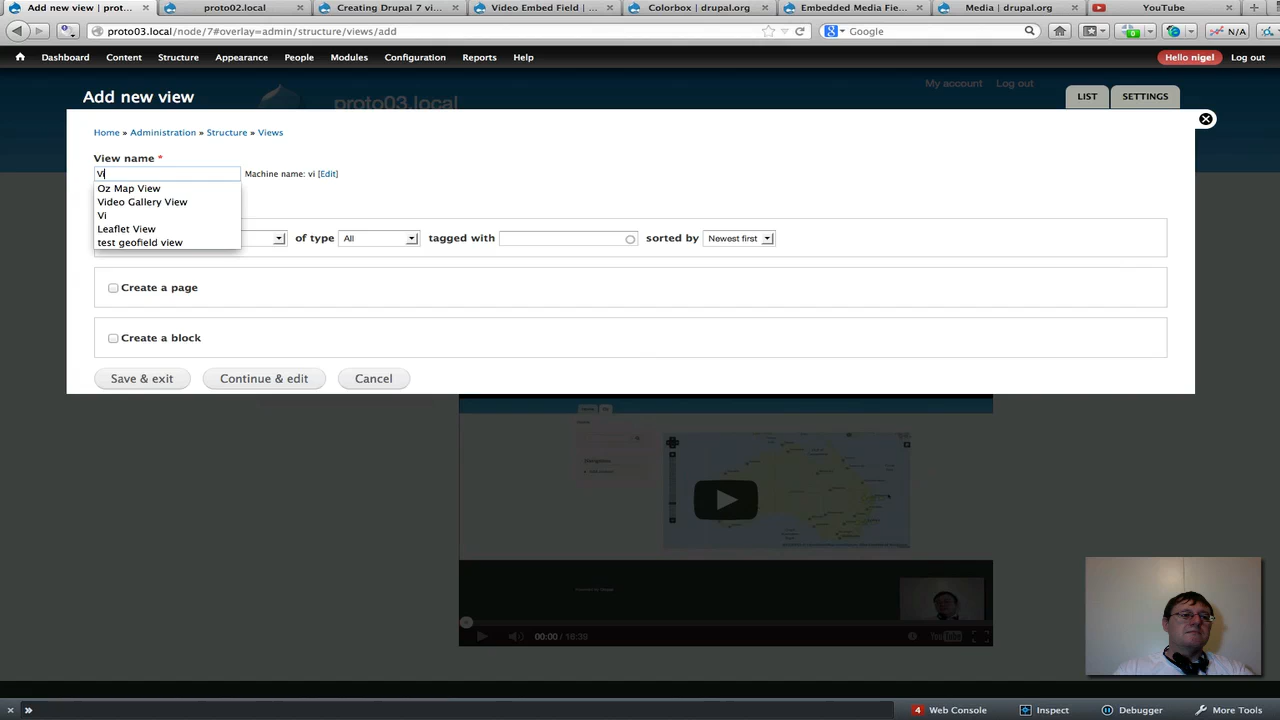 Add new view | prot...
proto02.local
Creating Drupal 7 vi...
Video Embed Field | ...
Colorbox | drupal.org
Embedded Media Fie...
Media | drupal.org
YouTube
proto03.local/node/7#overlay=admin/structure/views/add
Google
N/A
Dashboard Content Structure Appearance People Modules Configuration Reports Help
Hello nigel Log out
My account Log out
Add new view
proto03.local
LIST SETTINGS
Home » Administration » Structure » Views
View name *
Vi
Machine name: vi [Edit]
Oz Map View
Video Gallery View
Vi
Leaflet View
test geofield view
of type All tagged with sorted by Newest first
Create a page
Create a block
Save & exit Continue & edit Cancel
00:00 / 16:39
YouTube
4 Web Console Inspect Debugger More Tools